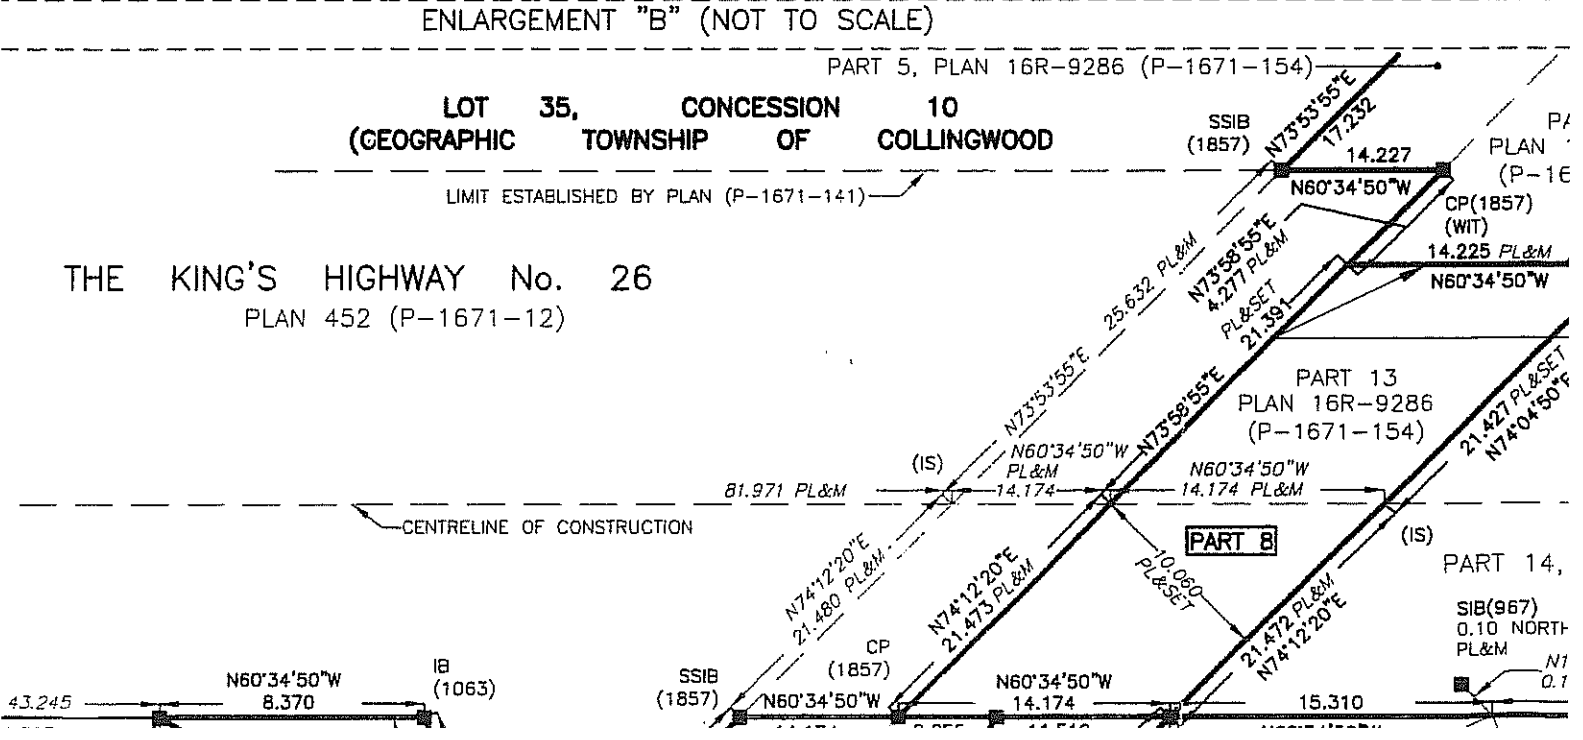 ENLARGEMENT "B" (NOT TO SCALE)
PART 5, PLAN 16R-9286 (P-1671-154)
LOT 35, CONCESSION 10
(GEOGRAPHIC TOWNSHIP OF COLLINGWOOD
LIMIT ESTABLISHED BY PLAN (P-1671-141)
SSIB
(1857)
N73°53'55"E
17.232
14.227
N60°34'50"W
PLAN
(P-16
CP(1857)
(WIT)
14.225 PL&M
N60°34'50"W
THE KING'S HIGHWAY No. 26
PLAN 452 (P-1671-12)
25.632 PL&M
N73°53'55"E
N73°58'55"E
4.277 PL&M
PL&SET
21.391
N73°58'55"E
PART 13
PLAN 16R-9286
(P-1671-154)
21.427 PL&SET
N74°04'50"E
(IS)
N60°34'50"W
PL&M
14.174
N60°34'50"W
14.174 PL&M
81.971 PL&M
CENTRELINE OF CONSTRUCTION
(IS)
PART 8
10.060
PL&SET
PART 14,
N74°12'20"E
21.480 PL&M
N74°12'20"E
21.473 PL&M
21.472 PL&M
N74°12'20"E
SIB(967)
0.10 NORTH
PL&M
N1
0.1
43.245
N60°34'50"W
8.370
IB
(1063)
SSIB
(1857)
N60°34'50"W
CP
(1857)
N60°34'50"W
14.174
15.310